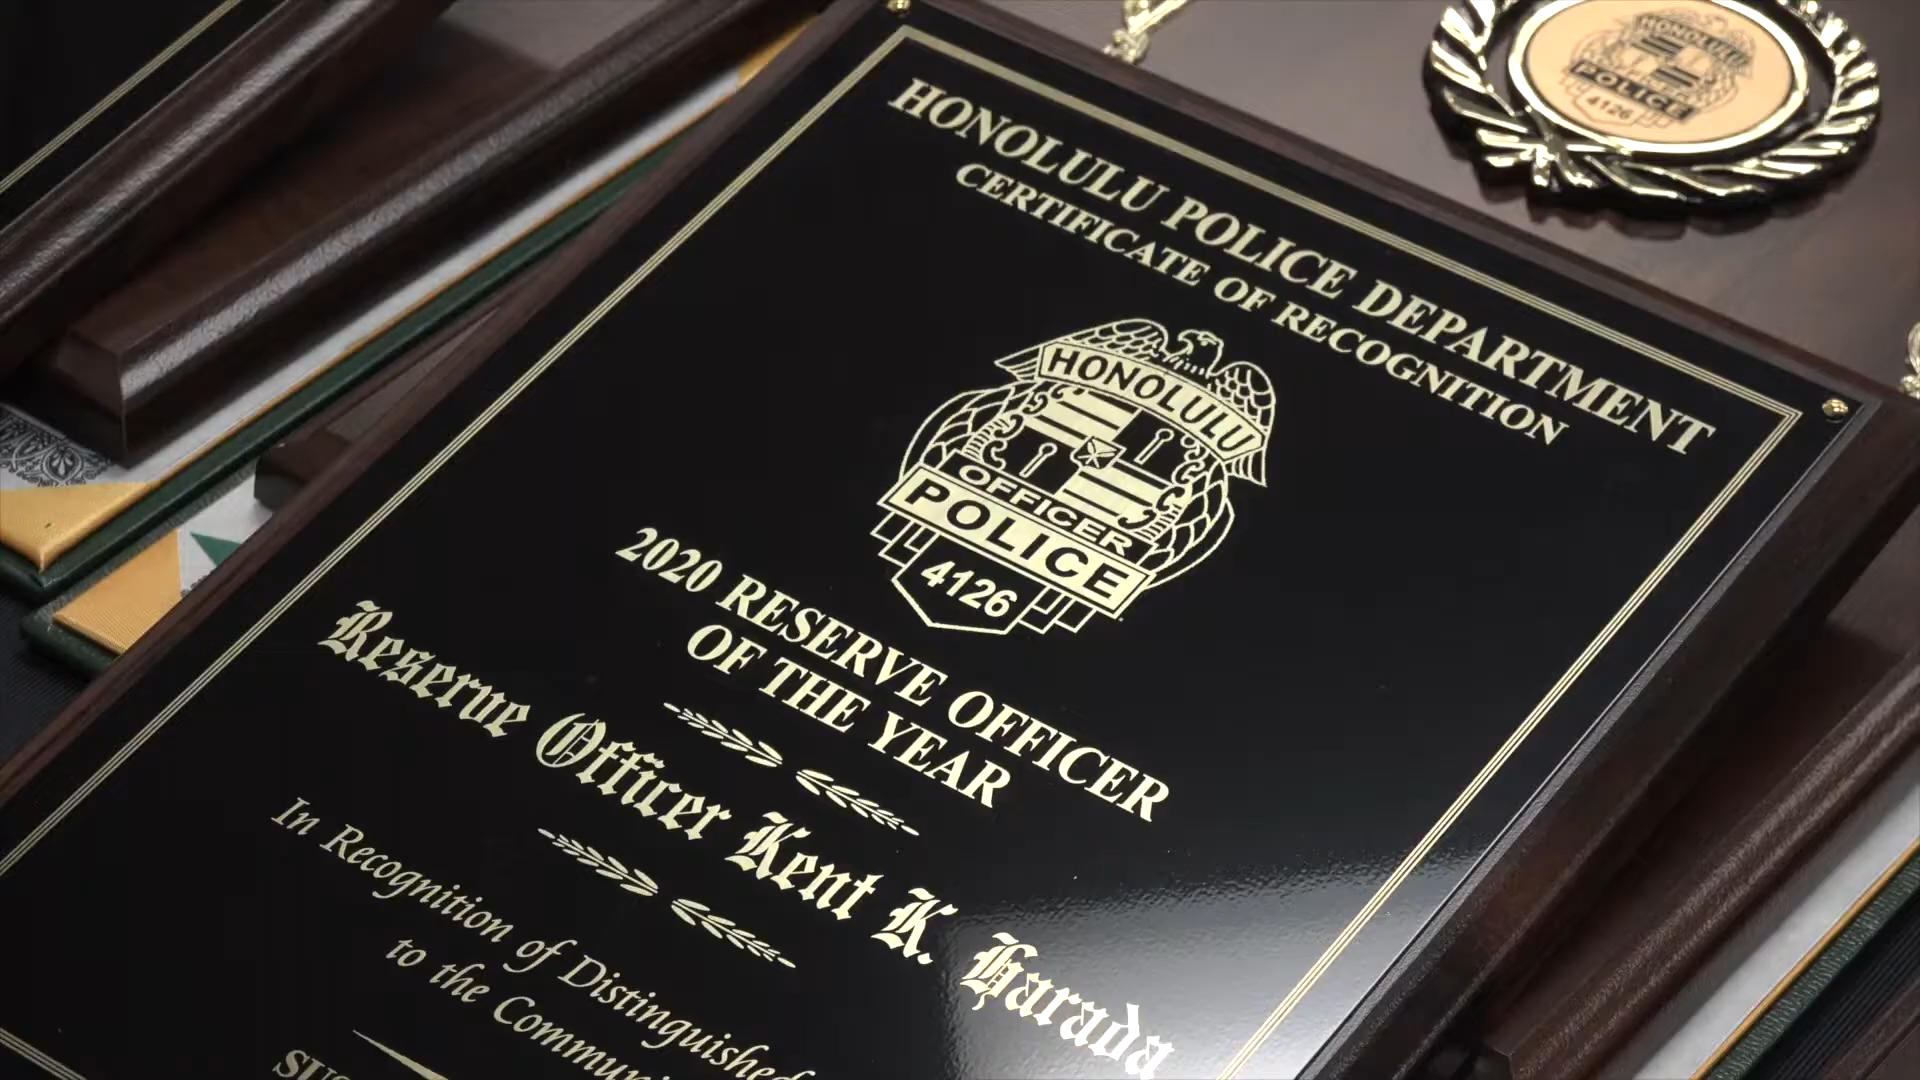 HONOLULU POLICE DEPARTMENT
CERTIFICATE OF RECOGNITION
HONOLULU
OFFICER
POLICE
4126
2020 RESERVE OFFICER
OF THE YEAR
Reserve Officer Kent K. Harada
In Recognition of Distinguished
to the
HONOLULU
POLICE
4126